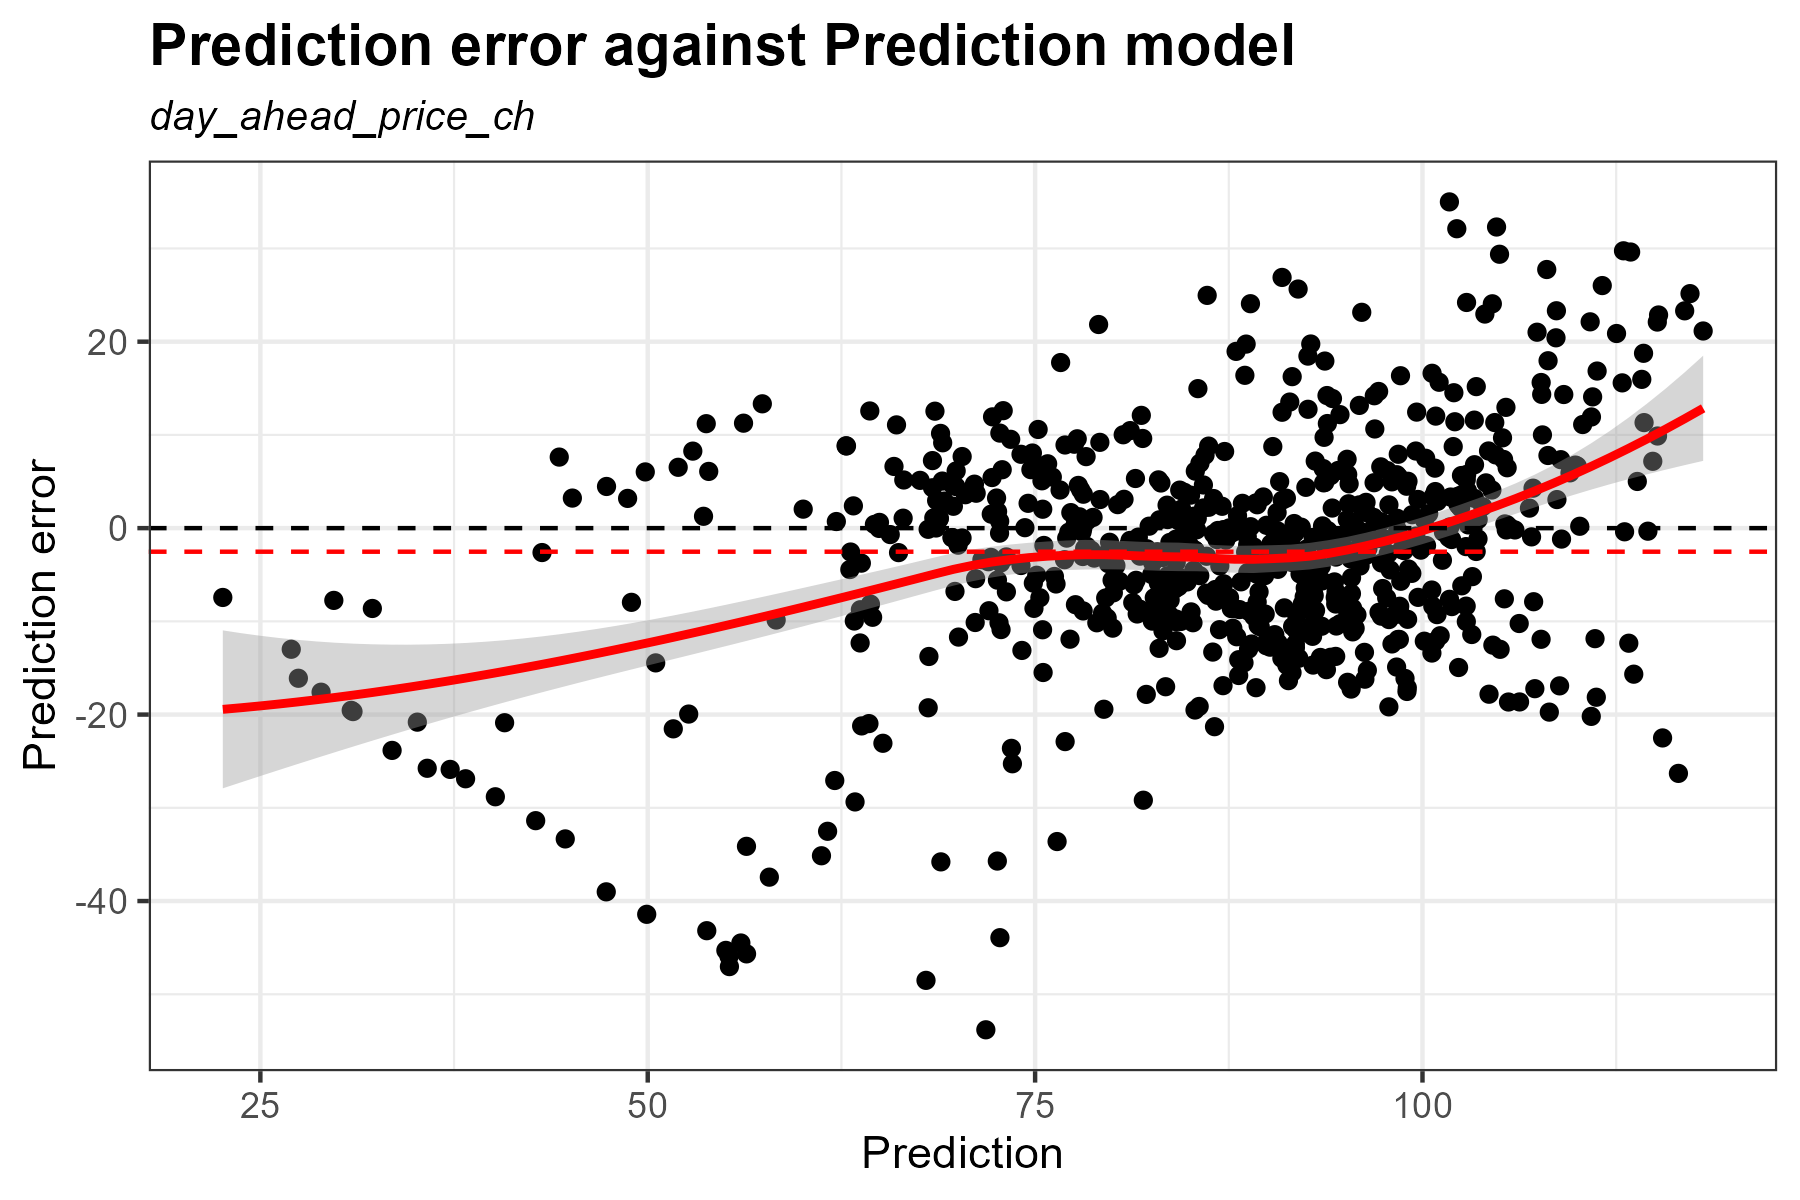 Prediction error against Prediction model
day_ahead_price_ch
Prediction error
20
0
-20
-40
25 50 75 100
Prediction